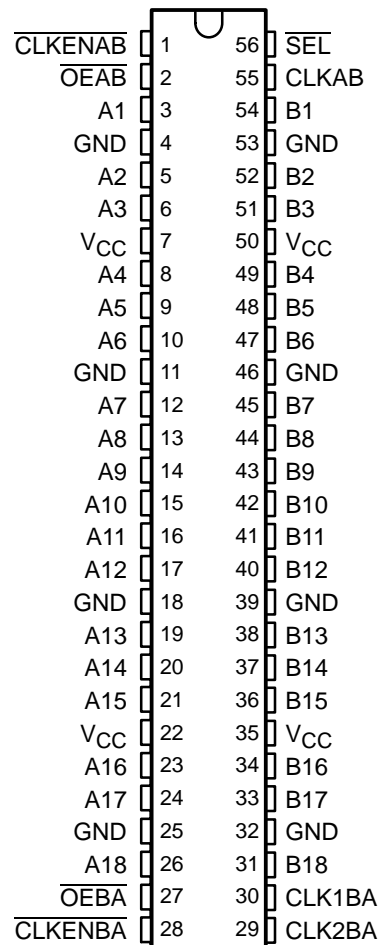 CLKENAB 1 56 SEL
OEAB 2 55 CLKAB
A1 3 54 B1
GND 4 53 GND
A2 5 52 B2
A3 6 51 B3
VCC 7 50 VCC
A4 8 49 B4
A5 9 48 B5
A6 10 47 B6
GND 11 46 GND
A7 12 45 B7
A8 13 44 B8
A9 14 43 B9
A10 15 42 B10
A11 16 41 B11
A12 17 40 B12
GND 18 39 GND
A13 19 38 B13
A14 20 37 B14
A15 21 36 B15
VCC 22 35 VCC
A16 23 34 B16
A17 24 33 B17
GND 25 32 GND
A18 26 31 B18
OEBA 27 30 CLK1BA
CLKENBA 28 29 CLK2BA